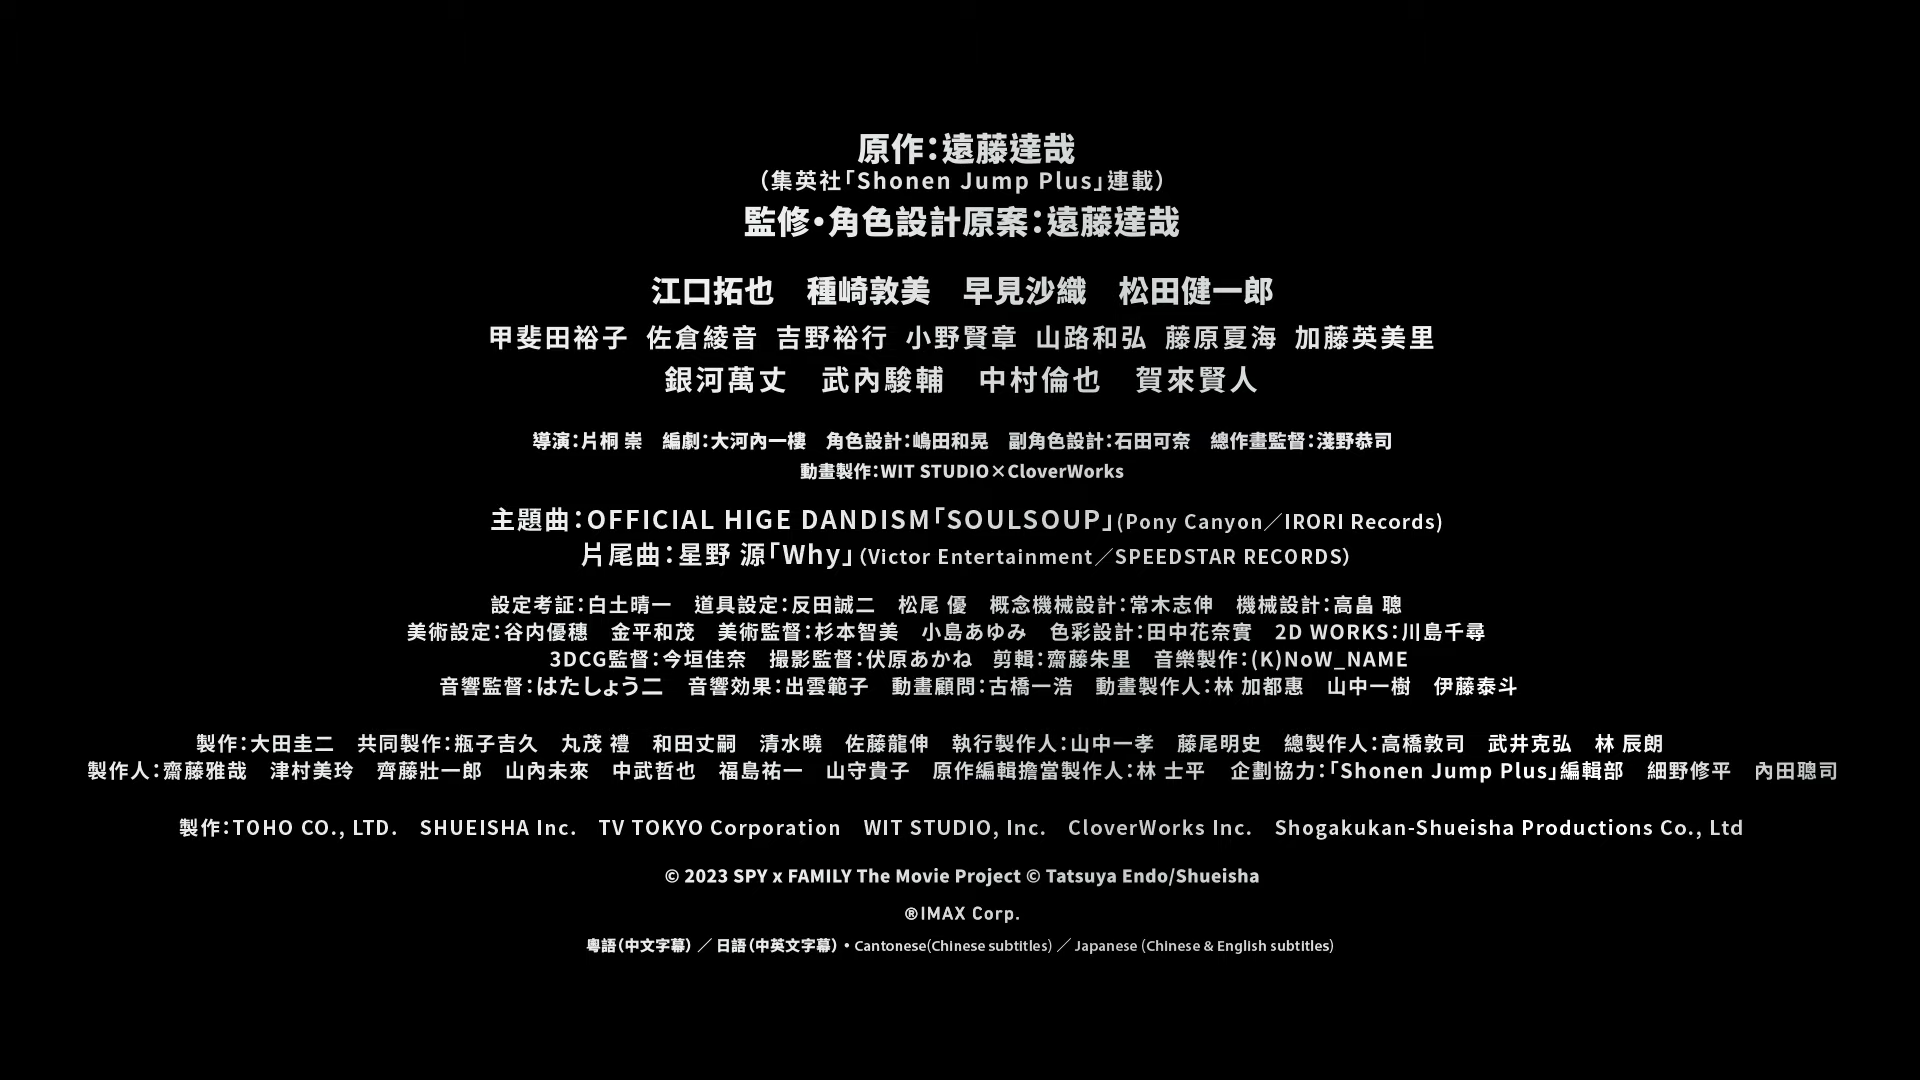 原作：遠藤達哉
（集英社「Shonen Jump Plus」連載）
監修・角色設計原案：遠藤達哉
江口拓也　種崎敦美　早見沙織　松田健一郎
甲斐田裕子　佐倉綾音　吉野裕行　小野賢章　山路和弘　藤原夏海　加藤英美里
銀河萬丈　武內駿輔　中村倫也　賀來賢人
導演：片桐 崇　編劇：大河內一樓　角色設計：嶋田和晃　副角色設計：石田可奈　總作畫監督：淺野恭司
動畫製作：WIT STUDIO×CloverWorks
主題曲：OFFICIAL HIGE DANDISM「SOULSOUP」(Pony Canyon／IRORI Records)
片尾曲：星野 源「Why」（Victor Entertainment／SPEEDSTAR RECORDS）
設定考証：白土晴一　道具設定：反田誠二　松尾 優　概念機械設計：常木志伸　機械設計：高畠 聰
美術設定：谷内優穗　金平和茂　美術監督：杉本智美　小島あゆみ　色彩設計：田中花奈實　2D WORKS：川島千尋
3DCG監督：今垣佳奈　撮影監督：伏原あかね　剪輯：齋藤朱里　音樂製作：(K)NoW_NAME
音響監督：はたしょう二　音響効果：出雲範子　動畫顧問：古橋一浩　動畫製作人：林 加都惠　山中一樹　伊藤泰斗
製作：大田圭二　共同製作：瓶子吉久　丸茂 禮　和田丈嗣　清水曉　佐藤龍伸　執行製作人：山中一孝　藤尾明史　總製作人：高橋敦司　武井克弘　林 辰朗
製作人：齋藤雅哉　津村美玲　齊藤壯一郎　山內未來　中武哲也　福島祐一　山守貴子　原作編輯擔當製作人：林 士平　企劃協力：「Shonen Jump Plus」編輯部　細野修平　內田聰司
製作：TOHO CO., LTD.　SHUEISHA Inc.　TV TOKYO Corporation　WIT STUDIO, Inc.　CloverWorks Inc.　Shogakukan-Shueisha Productions Co., Ltd
© 2023 SPY x FAMILY The Movie Project © Tatsuya Endo/Shueisha
®IMAX Corp.
粵語（中文字幕）／日語（中英文字幕）• Cantonese(Chinese subtitles) ／ Japanese (Chinese & English subtitles)